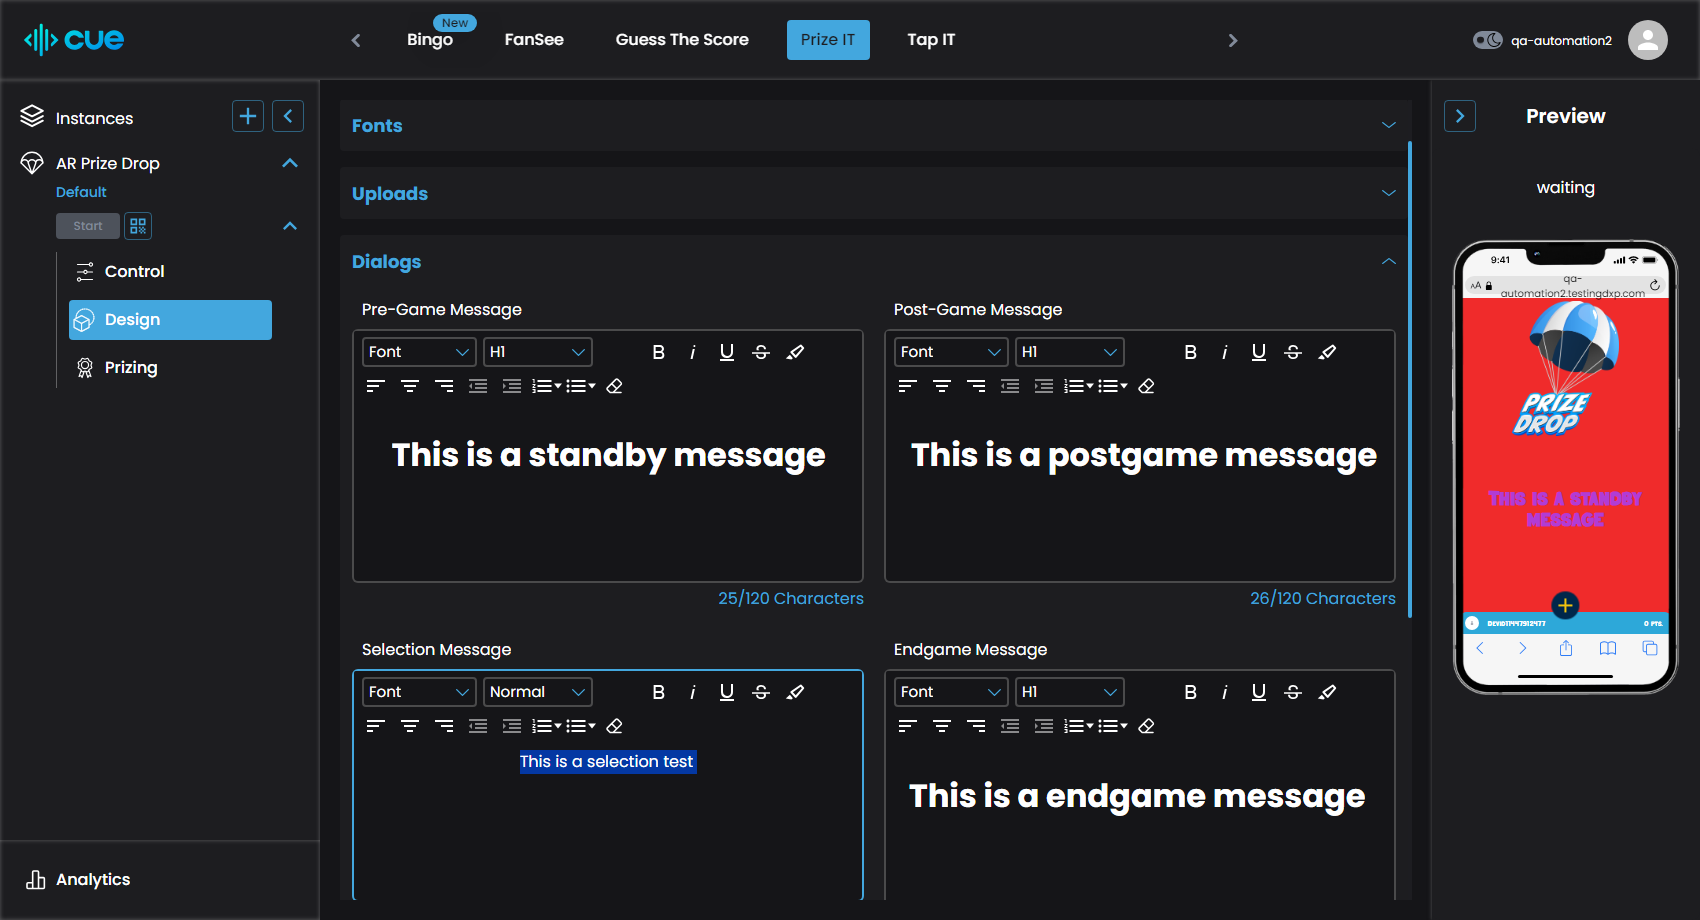 cue
New
Bingo
FanSee
Guess The Score
Prize IT
Tap IT
qa-automation2
Instances
AR Prize Drop
Default
Start
Control
Design
Prizing
Analytics
Fonts
Uploads
Dialogs
Pre-Game Message
Font
H1
B i U S
This is a standby message
25/120 Characters
Post-Game Message
Font
H1
B i U S
This is a postgame message
26/120 Characters
Selection Message
Font
Normal
B i U S
This is a selection test
Endgame Message
Font
H1
B i U S
This is a endgame message
Preview
waiting
9:41
AA
qa-
automation2.testingdxp.com
PRIZE
DROP
THIS IS A STANDBY
MESSAGE
0 PTS.